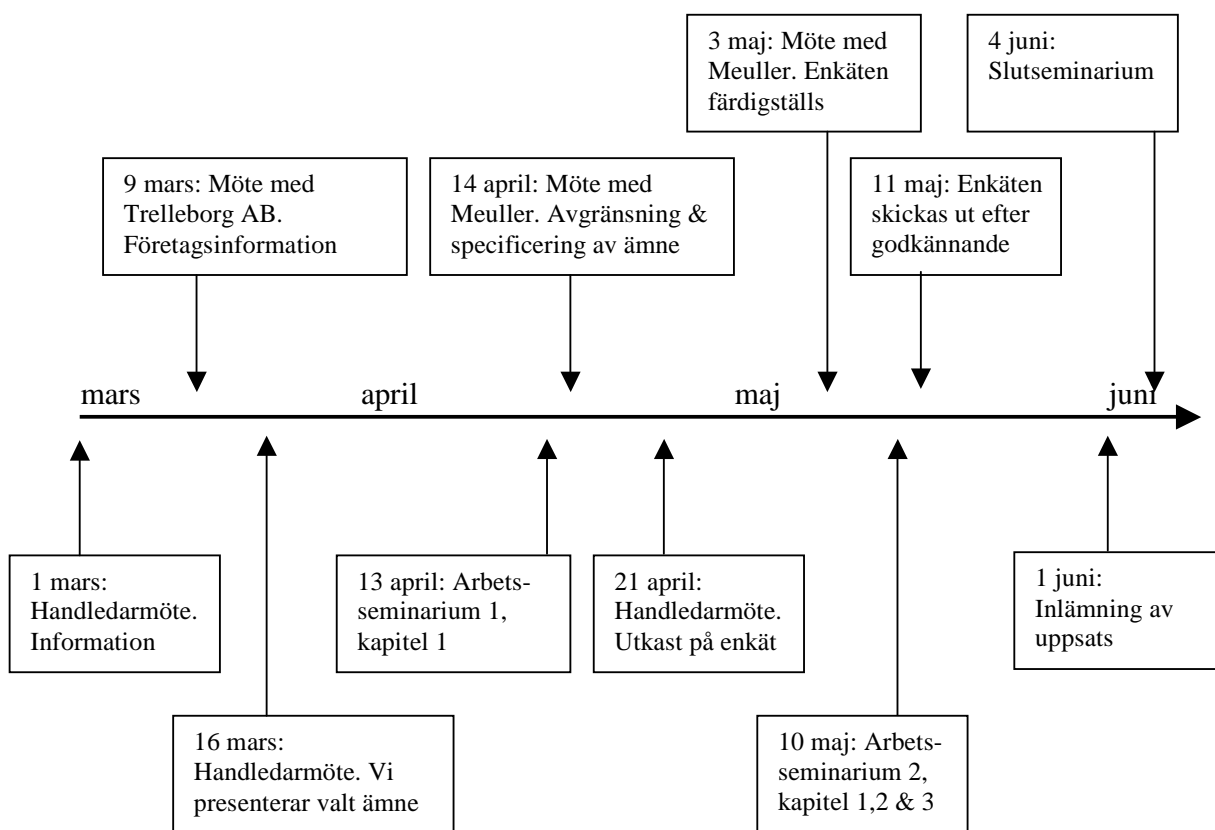 3 maj: Möte med
Meuller. Enkäten
färdigställs
4 juni:
Slutseminarium
9 mars: Möte med
Trelleborg AB.
Företagsinformation
14 april: Möte med
Meuller. Avgränsning &
specificering av ämne
11 maj: Enkäten
skickas ut efter
godkännande
mars
april
maj
juni
1 mars:
Handledarmöte.
Information
13 april: Arbets-
seminarium 1,
kapitel 1
21 april:
Handledarmöte.
Utkast på enkät
1 juni:
Inlämning av
uppsats
16 mars:
Handledarmöte. Vi
presenterar valt ämne
10 maj: Arbets-
seminarium 2,
kapitel 1,2 & 3